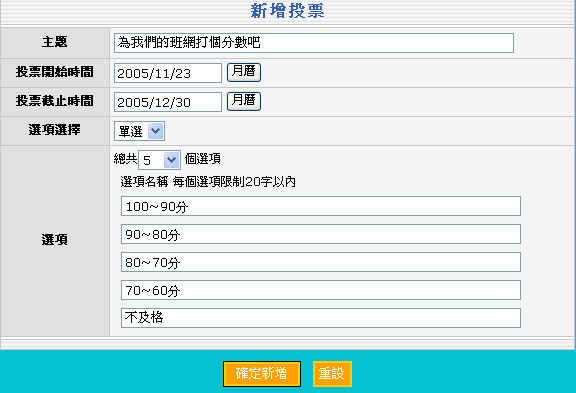 新增投票
主題 為我們的班網打個分數吧
投票開始時間 2005/11/23 月曆
投票截止時間 2005/12/30 月曆
選項選擇 單選
總共 5 個選項
選項名稱 每個選項限制20字以內
選項
100~90分
90~80分
80~70分
70~60分
不及格
確定新增 重設